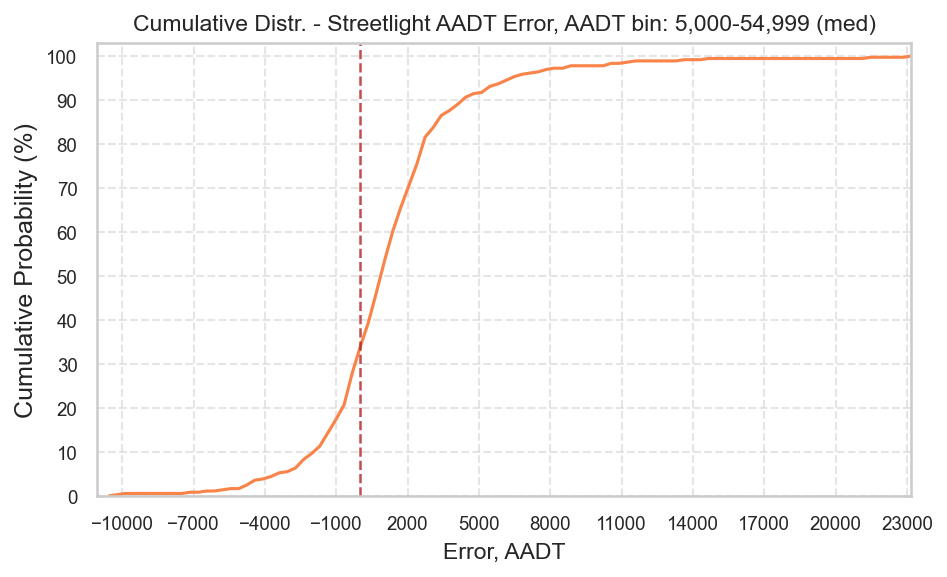 Cumulative Distr. - Streetlight AADT Error, AADT bin: 5,000-54,999 (med)
Cumulative Probability (%)
100
90
80
70
60
50
40
30
20
10
0
−10000 −7000 −4000 −1000 2000 5000 8000 11000 14000 17000 20000 23000
Error, AADT